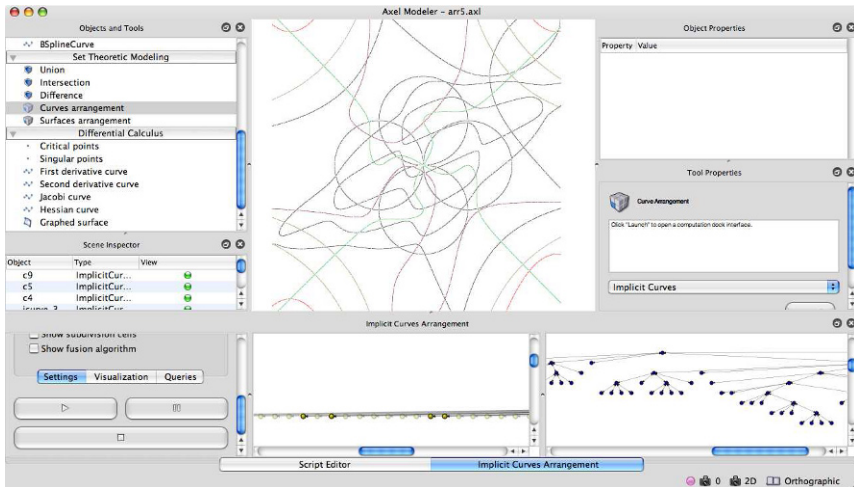 Axel Modeler - arr5.axl
Objects and Tools
BSplineCurve
Set Theoretic Modeling
Union
Intersection
Difference
Curves arrangement
Surfaces arrangement
Differential Calculus
Critical points
Singular points
First derivative curve
Second derivative curve
Jacobi curve
Hessian curve
Graphed surface
Scene Inspector
Object Type View
c9 ImplicitCur...
c5 ImplicitCur...
c4 ImplicitCur...
icurve_3 ImplicitCur...
Object Properties
Property Value
Tool Properties
Curve Arrangement
Click "Launch" to open a computation dock interface.
Implicit Curves
Implicit Curves Arrangement
Show subdivision cells
Show fusion algorithm
Settings Visualization Queries
Script Editor Implicit Curves Arrangement
0 2D Orthographic